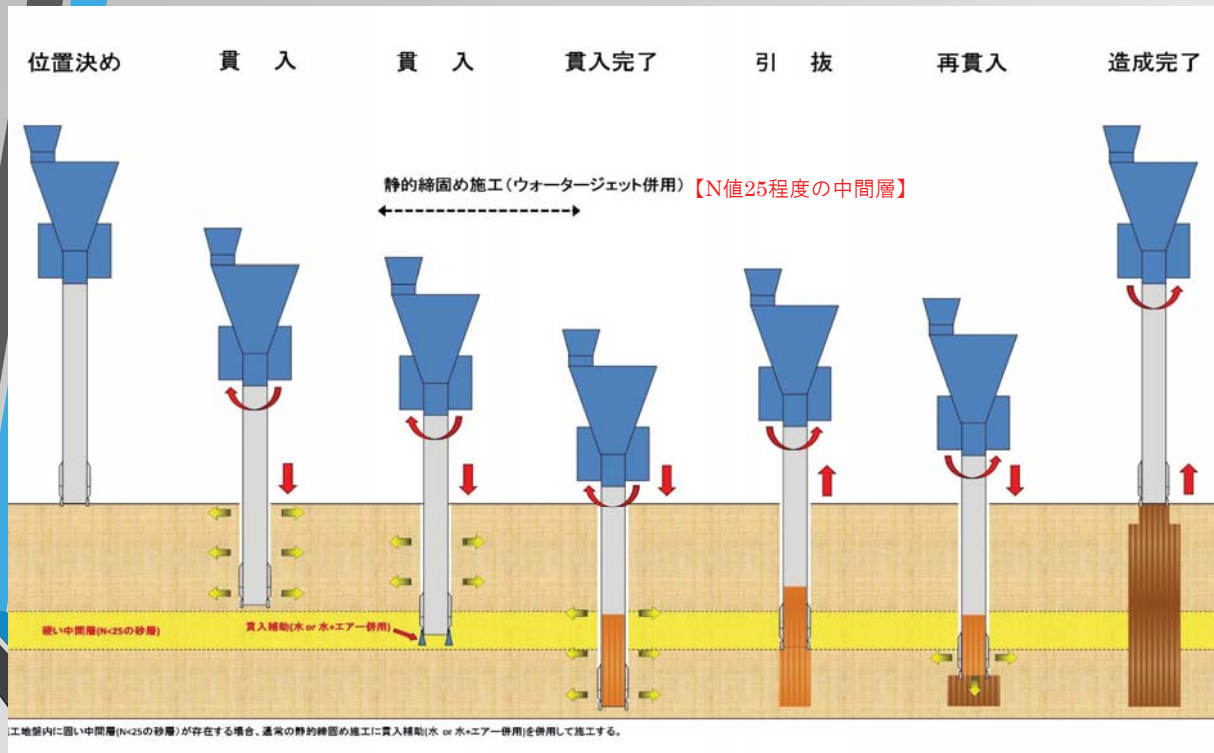 位置決め
貫 入
貫 入
貫入完了
引 抜
再貫入
造成完了
静的締固め施工(ウォータージェット併用)【N値25程度の中間層】
硬い中間層(N<25の砂層)
貫入補助(水 or 水+エアー併用)
工地盤内に固い中間層(N<25の砂層)が存在する場合、通常の静的締固め施工に貫入補助(水 or 水+エアー併用)を併用して施工する。